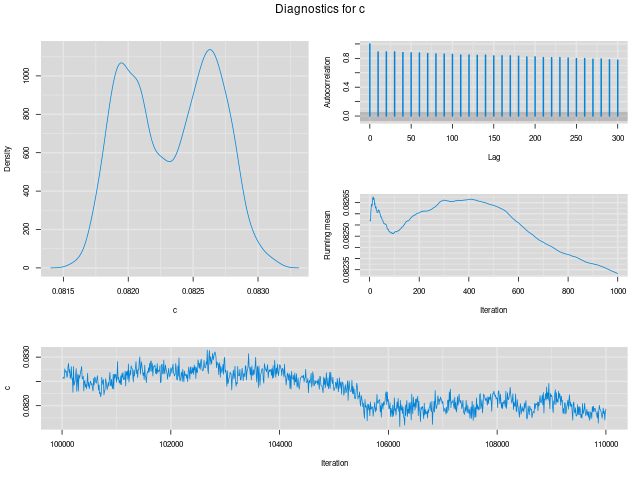 Diagnostics for c
Density
0 200 400 600 800 1000
0.0815 0.0820 0.0825 0.0830
c
Autocorrelation
0.0 0.4 0.8
0 50 100 150 200 250 300
Lag
Running mean
0.08235 0.08250 0.08265
0 200 400 600 800 1000
Iteration
c
0.0820 0.0830
100000 102000 104000 106000 108000 110000
Iteration